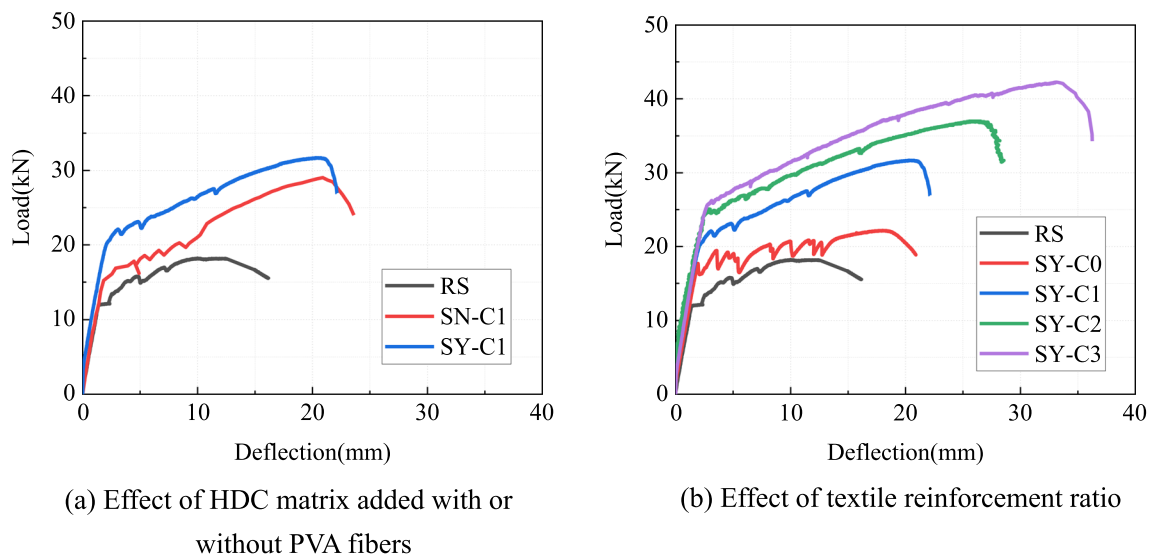 50
40
30
20
10
0
Load(kN)
RS
SN-C1
SY-C1
0
10
20
30
40
Deflection(mm)
(a) Effect of HDC matrix added with or
without PVA fibers
50
40
30
20
10
0
Load(kN)
RS
SY-C0
SY-C1
SY-C2
SY-C3
0
10
20
30
40
Deflection(mm)
(b) Effect of textile reinforcement ratio